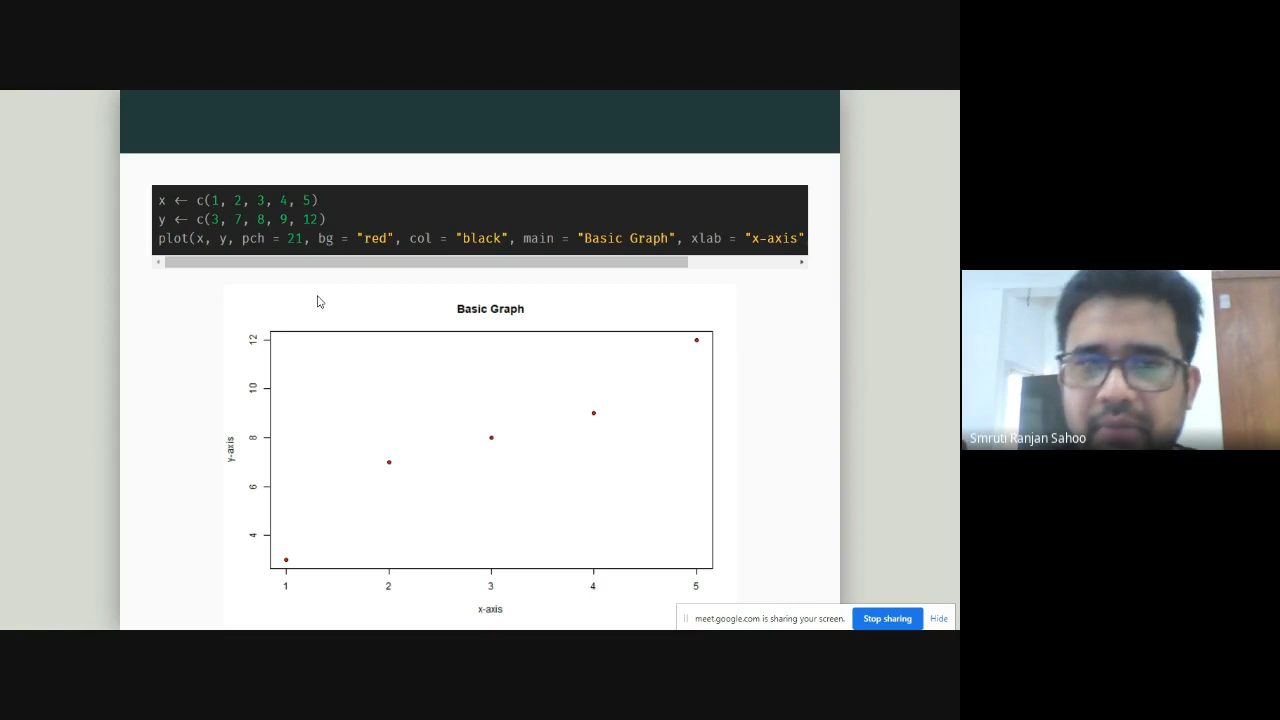 x ← c(1, 2, 3, 4, 5)
y ← c(3, 7, 8, 9, 12)
plot(x, y, pch = 21, bg = "red", col = "black", main = "Basic Graph", xlab = "x-axis"
Basic Graph
12
10
8
6
4
y-axis
1 2 3 4 5
x-axis
meet.google.com is sharing your screen. Stop sharing Hide
Smruti Ranjan Sahoo